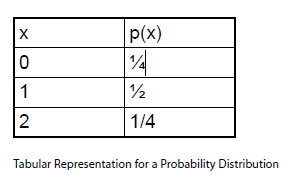 x p(x)
0 ¼
1 ½
2 1/4
Tabular Representation for a Probability Distribution